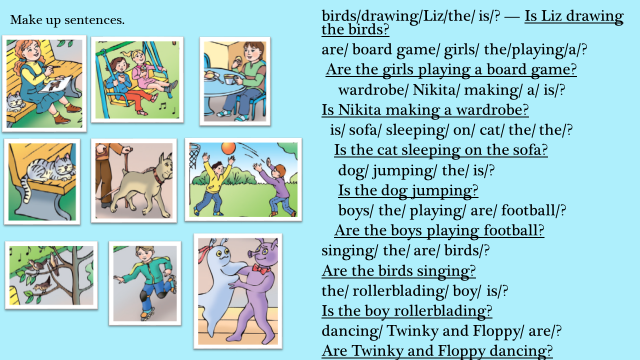 Make up sentences.
birds/drawing/Liz/the/ is/? — Is Liz drawing
the birds?
are/ board game/ girls/ the/playing/a/?
Are the girls playing a board game?
wardrobe/ Nikita/ making/ a/ is/?
Is Nikita making a wardrobe?
is/ sofa/ sleeping/ on/ cat/ the/ the/?
Is the cat sleeping on the sofa?
dog/ jumping/ the/ is/?
Is the dog jumping?
boys/ the/ playing/ are/ football/?
Are the boys playing football?
singing/ the/ are/ birds/?
Are the birds singing?
the/ rollerblading/ boy/ is/?
Is the boy rollerblading?
dancing/ Twinky and Floppy/ are/?
Are Twinky and Floppy dancing?